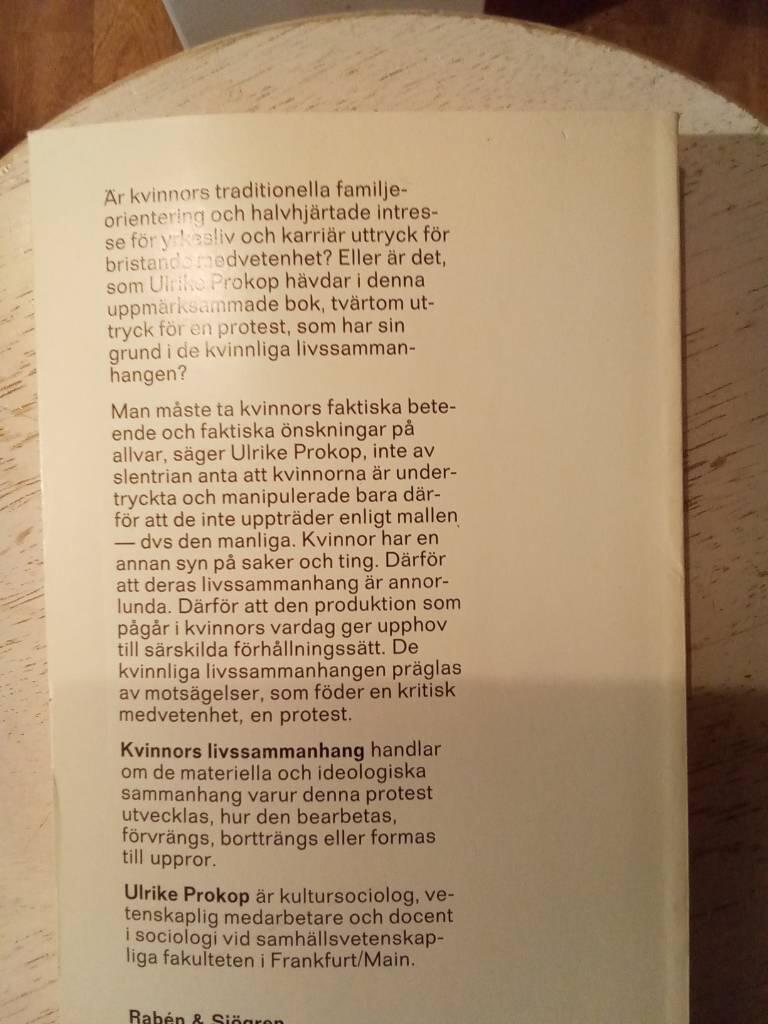 Är kvinnors traditionella familje-
orientering och halvhjärtade intres-
se för yrkesliv och karriär uttryck för
bristande medvetenhet? Eller är det,
som Ulrike Prokop hävdar i denna
uppmärksammade bok, tvärtom ut-
tryck för en protest, som har sin
grund i de kvinnliga livssamman-
hangen?
Man måste ta kvinnors faktiska bete-
ende och faktiska önskningar på
allvar, säger Ulrike Prokop, inte av
slentrian anta att kvinnorna är under-
tryckta och manipulerade bara där-
för att de inte uppträder enligt mallen
— dvs den manliga. Kvinnor har en
annan syn på saker och ting. Därför
att deras livssammanhang är annor-
lunda. Därför att den produktion som
pågår i kvinnors vardag ger upphov
till särskilda förhållningssätt. De
kvinnliga livssammanhangen präglas
av motsägelser, som föder en kritisk
medvetenhet, en protest.
Kvinnors livssammanhang handlar
om de materiella och ideologiska
sammanhang varur denna protest
utvecklas, hur den bearbetas,
förvrängs, bortträngs eller formas
till uppror.
Ulrike Prokop är kultursociolog, ve-
tenskaplig medarbetare och docent
i sociologi vid samhällsvetenskap-
liga fakulteten i Frankfurt/Main.
Rabén & Sjögren